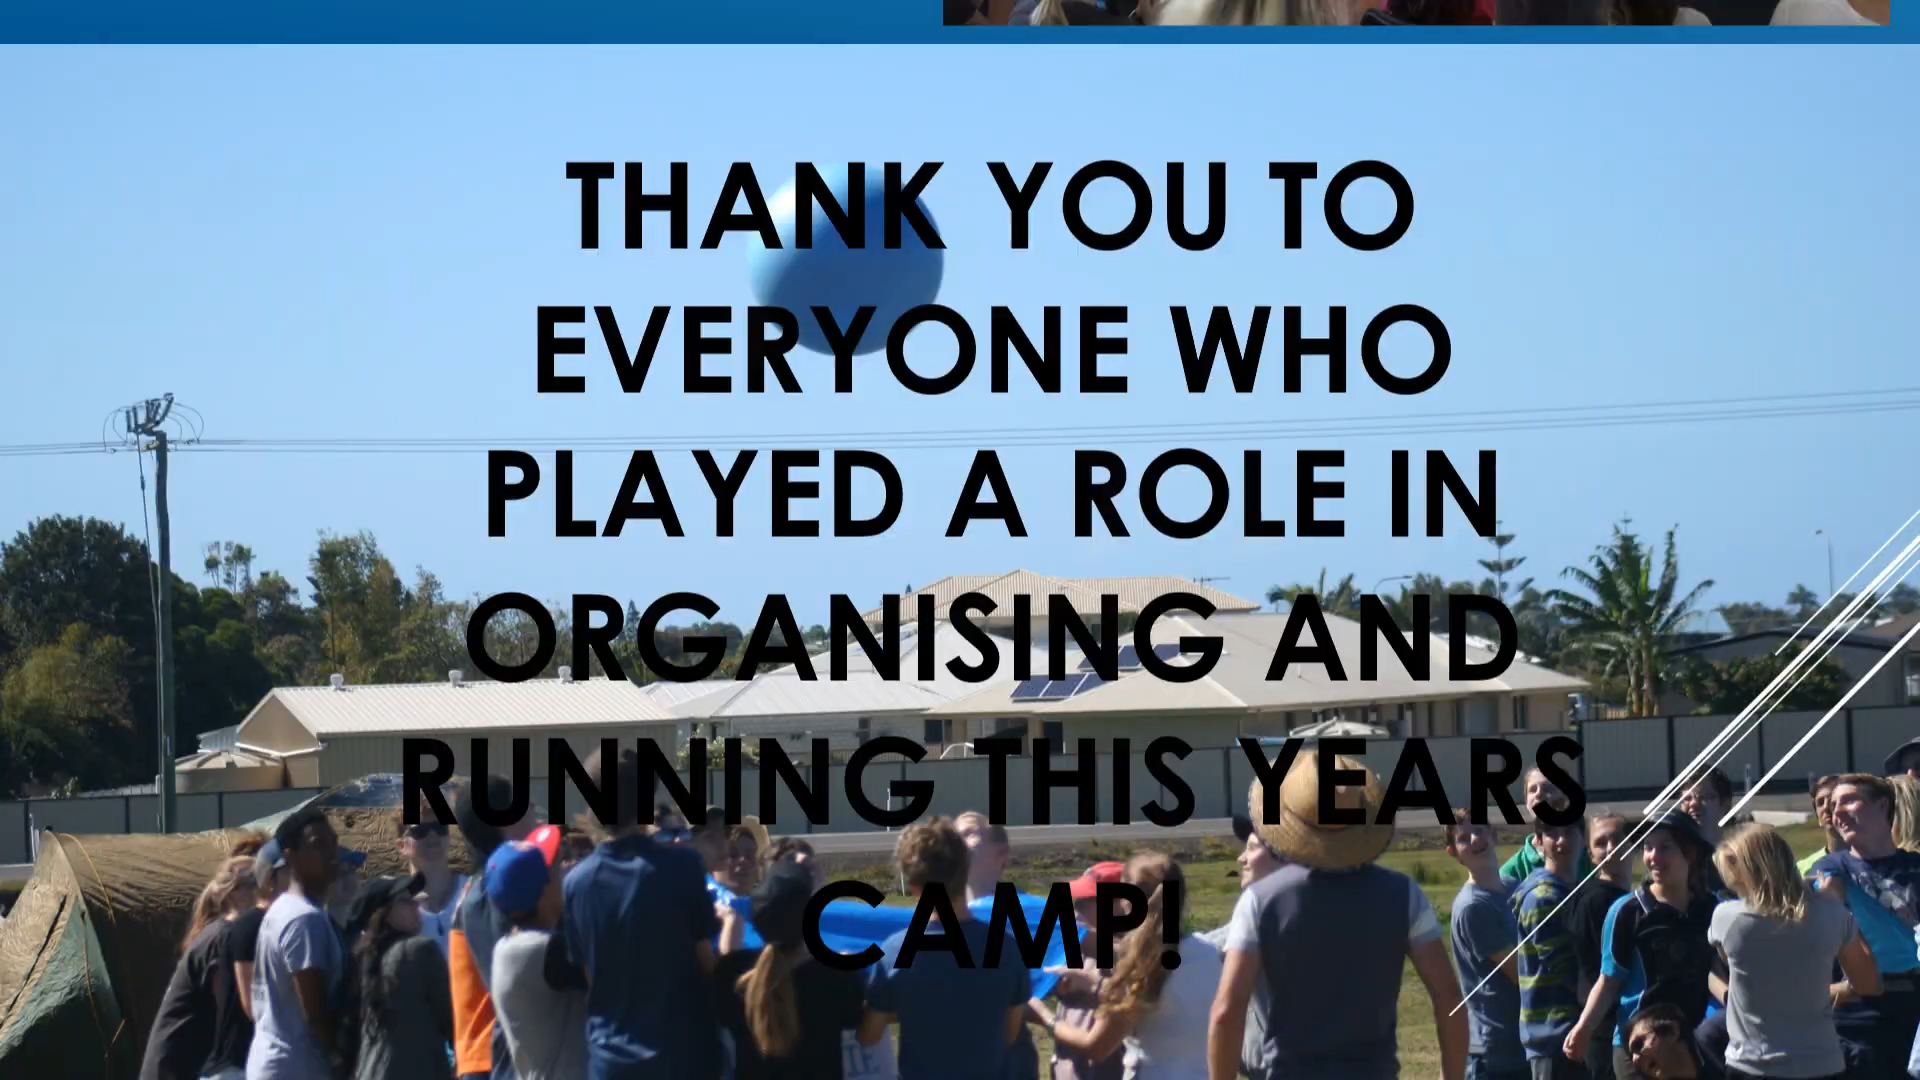 THANK YOU TO
EVERYONE WHO
PLAYED A ROLE IN
ORGANISING AND
RUNNING THIS YEARS
CAMP!